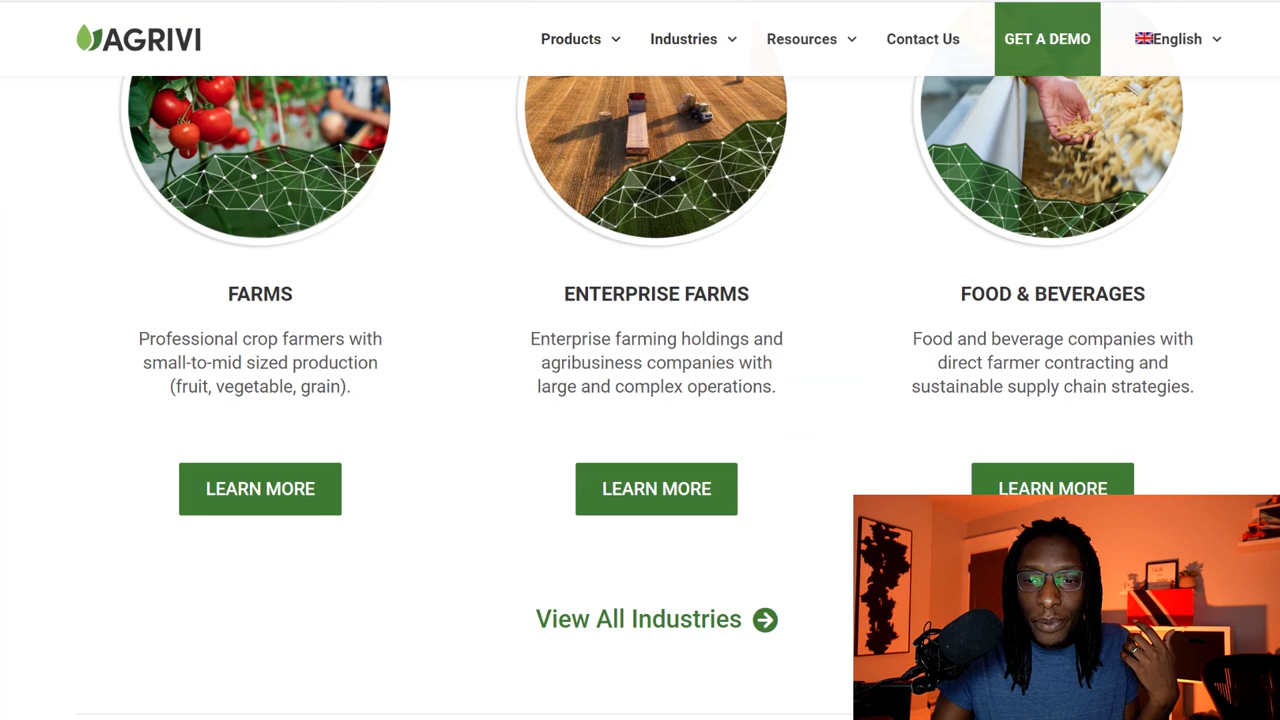 AGRIVI
Products
Industries
Resources
Contact Us
GET A DEMO
English
FARMS
Professional crop farmers with
small-to-mid sized production
(fruit, vegetable, grain).
LEARN MORE
ENTERPRISE FARMS
Enterprise farming holdings and
agribusiness companies with
large and complex operations.
LEARN MORE
FOOD & BEVERAGES
Food and beverage companies with
direct farmer contracting and
sustainable supply chain strategies.
LEARN MORE
View All Industries